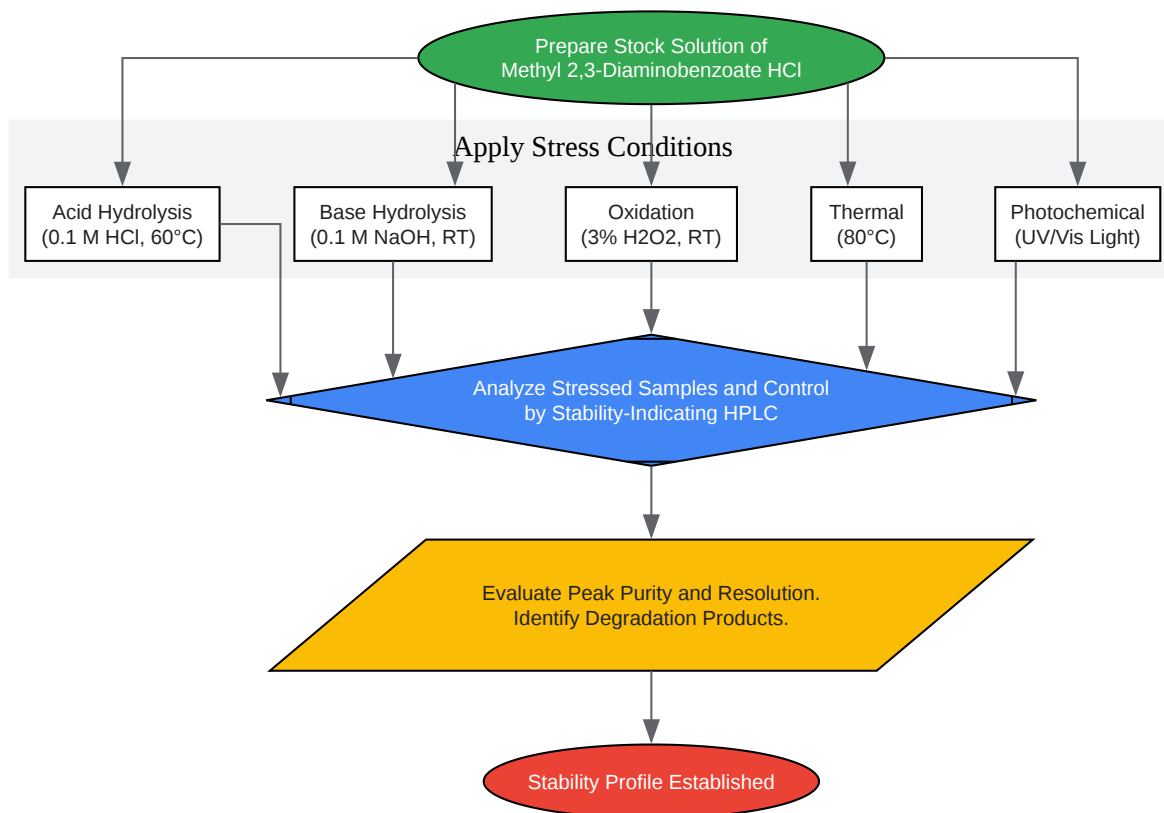 Prepare Stock Solution of
Methyl 2,3-Diaminobenzoate HCl
Apply Stress Conditions
Acid Hydrolysis
(0.1 M HCl, 60°C)
Base Hydrolysis
(0.1 M NaOH, RT)
Oxidation
(3% H2O2, RT)
Thermal
(80°C)
Photochemical
(UV/Vis Light)
Analyze Stressed Samples and Control
by Stability-Indicating HPLC
Evaluate Peak Purity and Resolution.
Identify Degradation Products.
Stability Profile Established